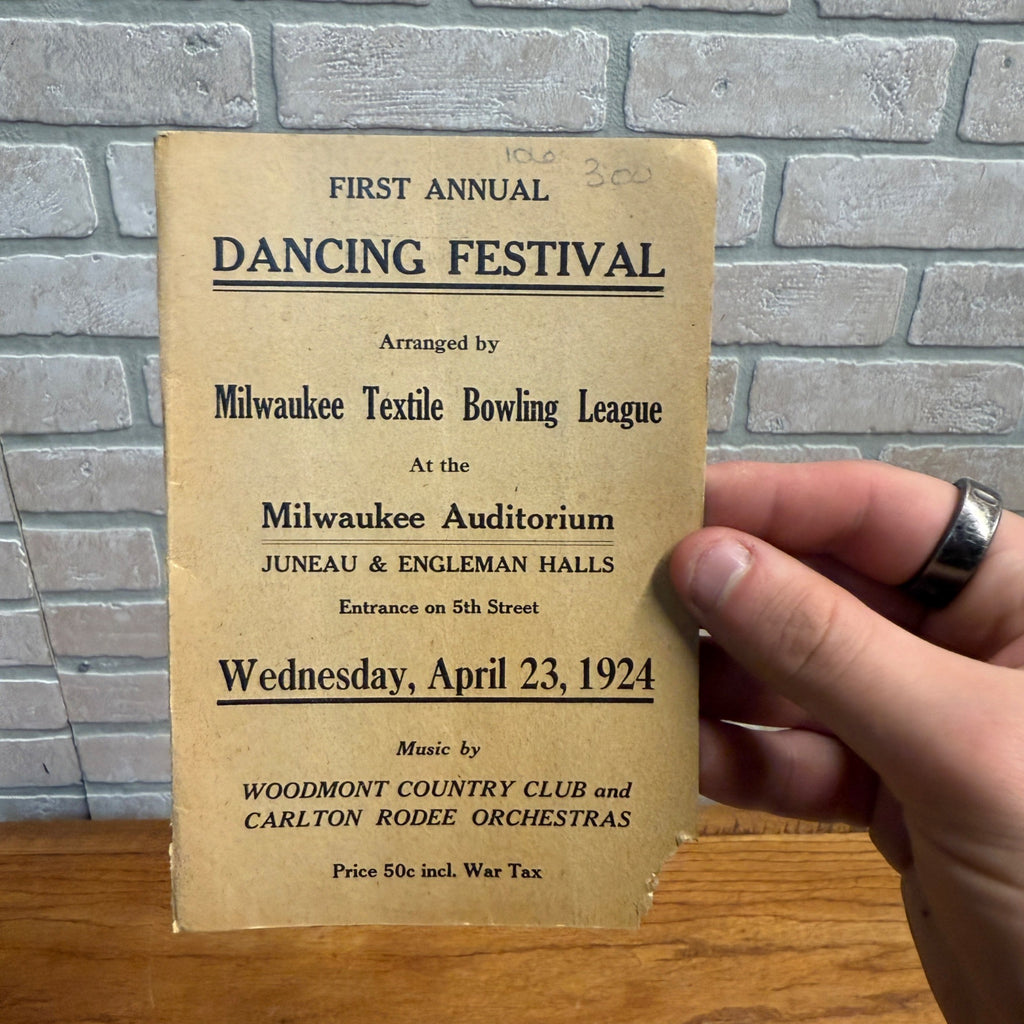 300
FIRST ANNUAL
DANCING FESTIVAL
Arranged by
Milwaukee Textile Bowling League
At the
Milwaukee Auditorium
JUNEAU & ENGLEMAN HALLS
Entrance on 5th Street
Wednesday, April 23, 1924
Music by
WOODMONT COUNTRY CLUB and
CARLTON RODEE ORCHESTRAS
Price 50c incl. War Tax